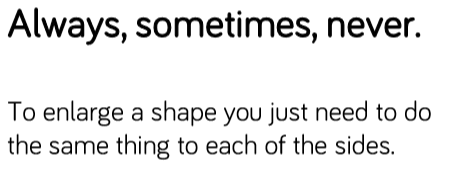 Always, sometimes, never.
To enlarge a shape you just need to do
the same thing to each of the sides.